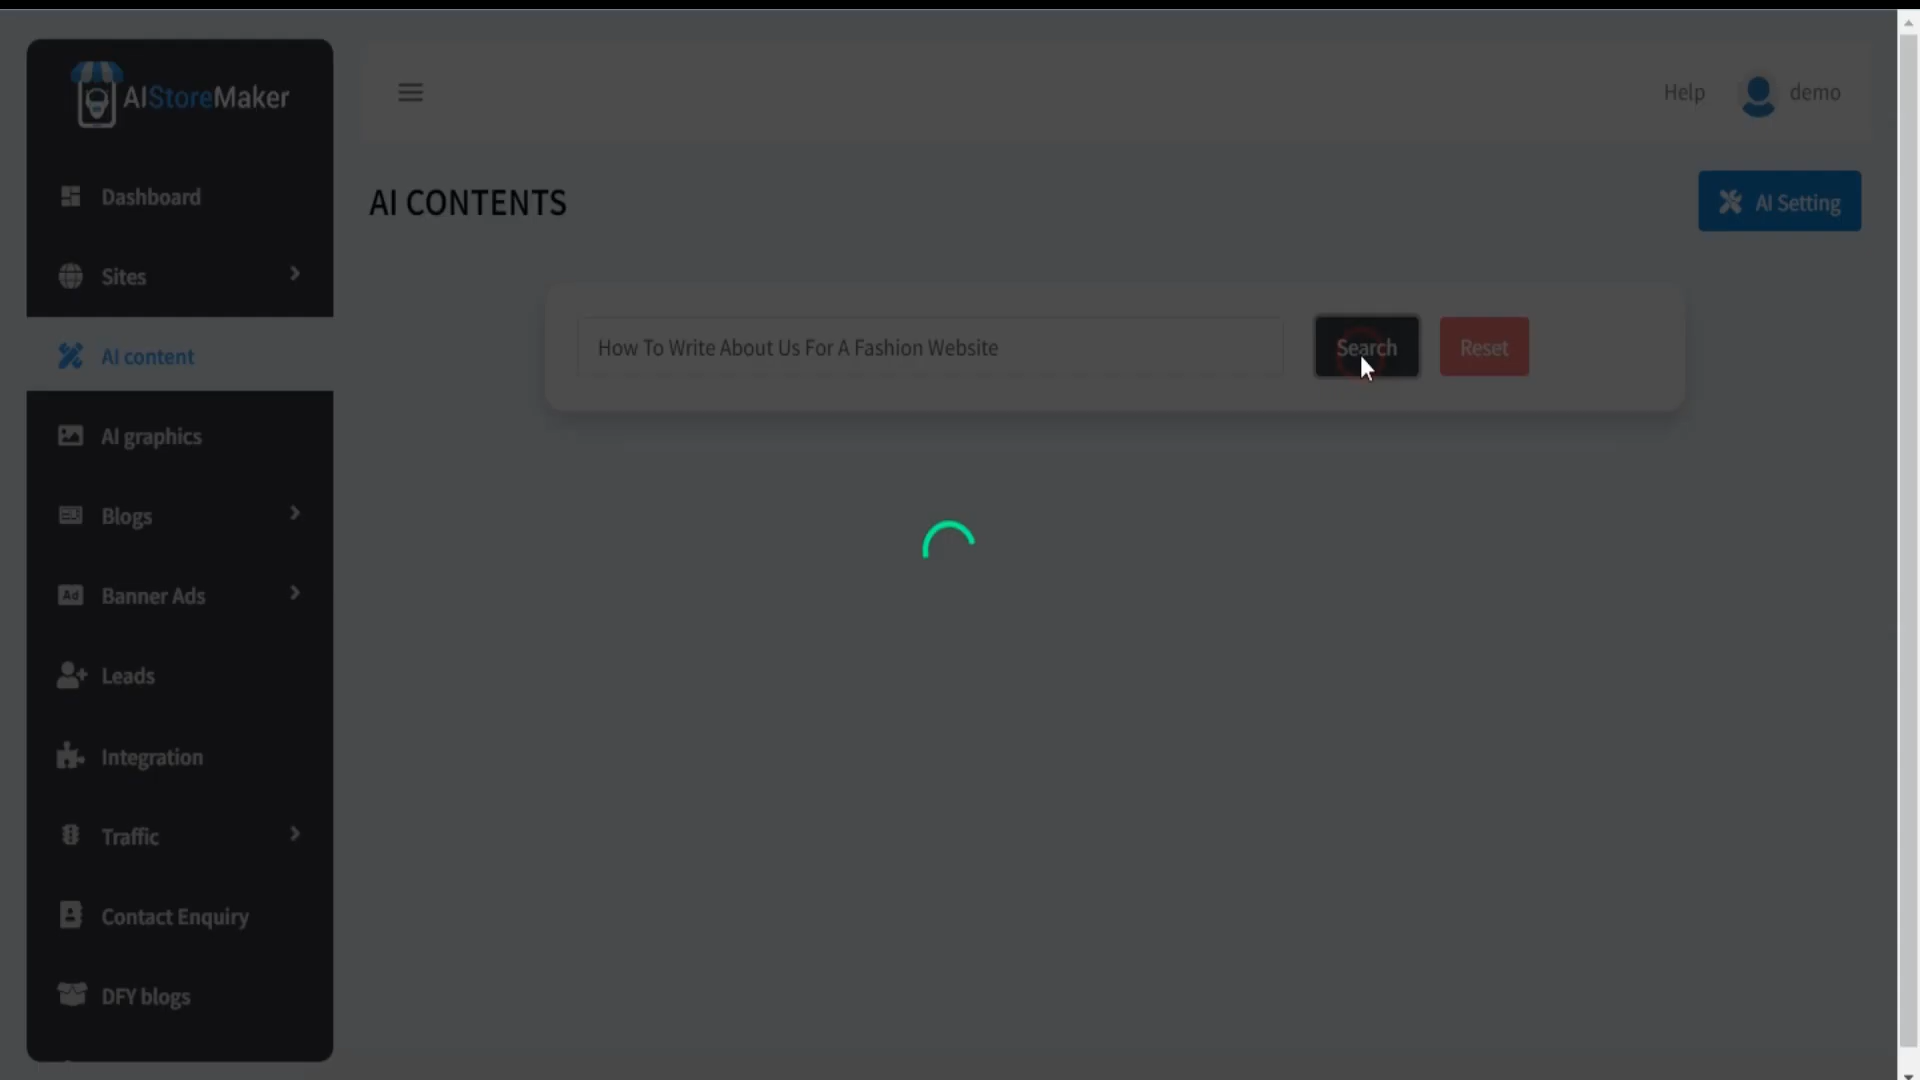 AIStoreMaker
Help
demo
Dashboard
AI CONTENTS
AI Setting
Sites
How To Write About Us For A Fashion Website
Search
Reset
AI content
AI graphics
Blogs
Ad
Banner Ads
Leads
Integration
Traffic
Contact Enquiry
DFY blogs